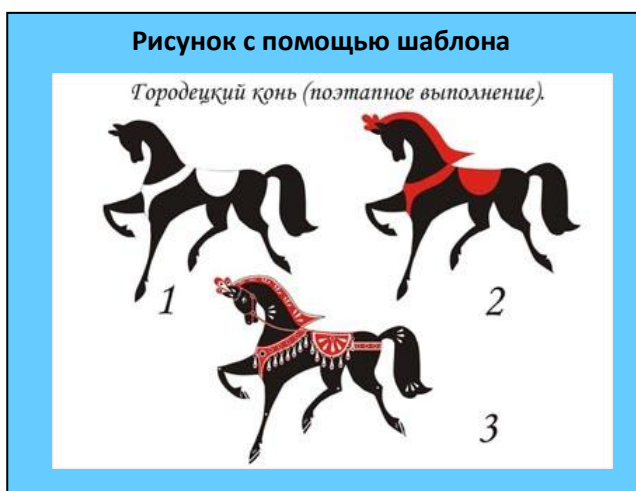 Рисунок с помощью шаблона
Городецкий конь (поэтапное выполнение).
1
2
3